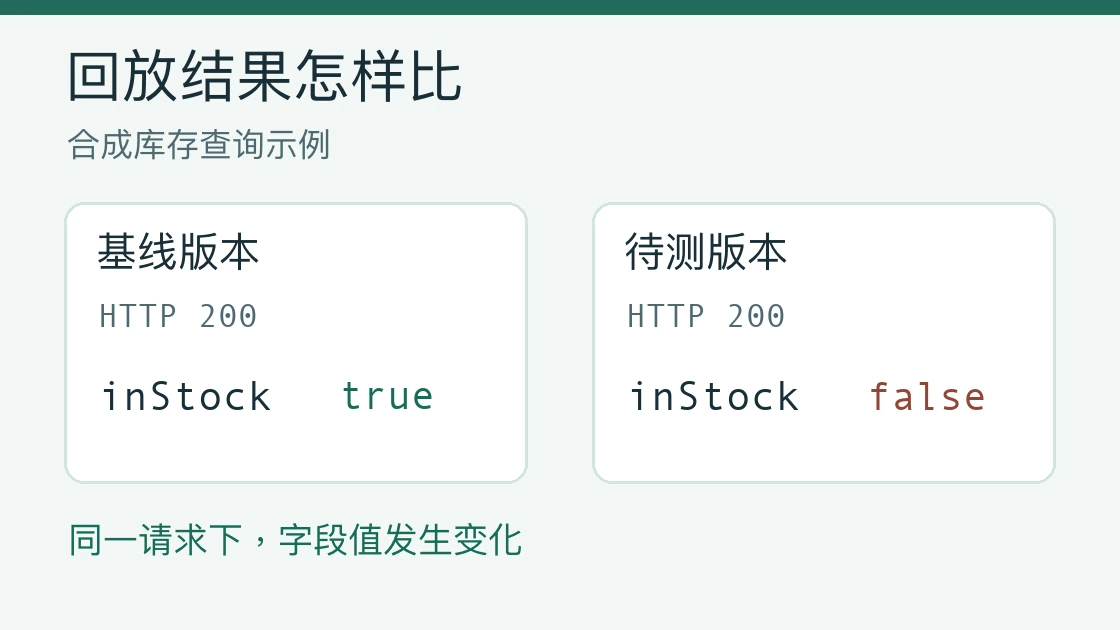 回放结果怎样比
合成库存查询示例
基线版本
HTTP 200
inStock true
待测版本
HTTP 200
inStock false
同一请求下，字段值发生变化